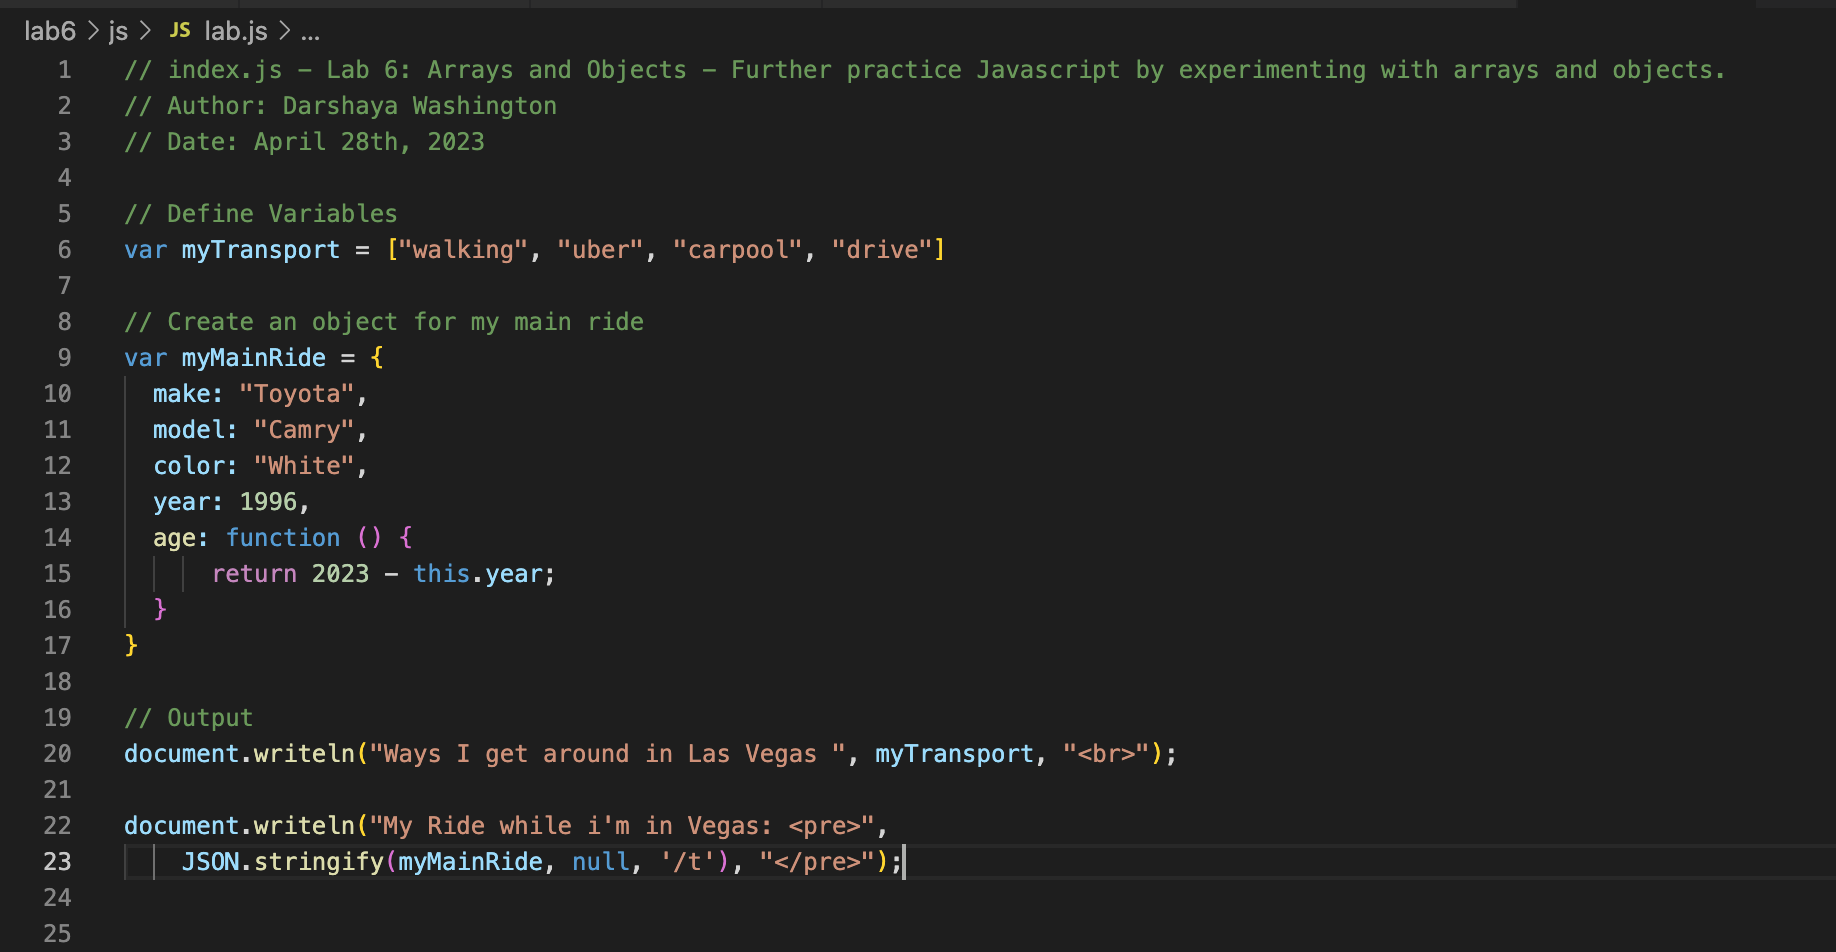 lab6 > js > JS lab.js > ...
1 // index.js - Lab 6: Arrays and Objects - Further practice Javascript by experimenting with arrays and objects.
2 // Author: Darshaya Washington
3 // Date: April 28th, 2023
4
5 // Define Variables
6 var myTransport = ["walking", "uber", "carpool", "drive"]
7
8 // Create an object for my main ride
9 var myMainRide = {
10   make: "Toyota",
11   model: "Camry",
12   color: "White",
13   year: 1996,
14   age: function () {
15       return 2023 - this.year;
16   }
17 }
18
19 // Output
20 document.writeln("Ways I get around in Las Vegas ", myTransport, "<br>");
21
22 document.writeln("My Ride while i'm in Vegas: <pre>",
23     JSON.stringify(myMainRide, null, '/t'), "</pre>");
24
25